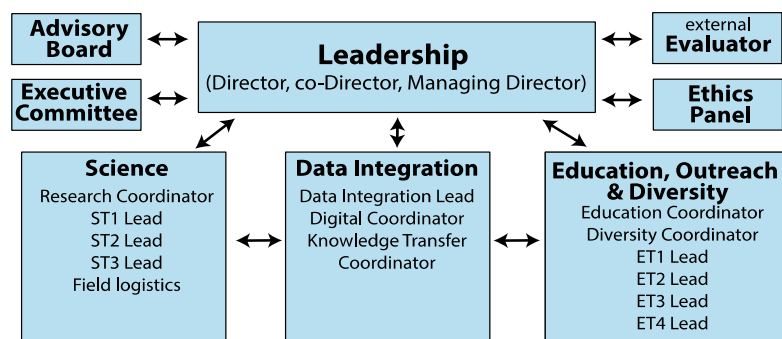 Advisory
Board
Leadership
(Director, co-Director, Managing Director)
external
Evaluator
Executive
Committee
Ethics
Panel
Science
Research Coordinator
ST1 Lead
ST2 Lead
ST3 Lead
Field logistics
Data Integration
Data Integration Lead
Digital Coordinator
Knowledge Transfer
Coordinator
Education, Outreach
& Diversity
Education Coordinator
Diversity Coordinator
ET1 Lead
ET2 Lead
ET3 Lead
ET4 Lead